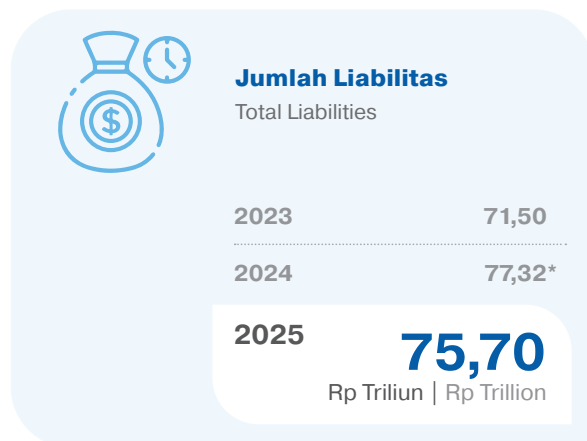 $
Jumlah Liabilitas
Total Liabilities
2023 71,50
2024 77,32*
2025 75,70
Rp Triliun | Rp Trillion